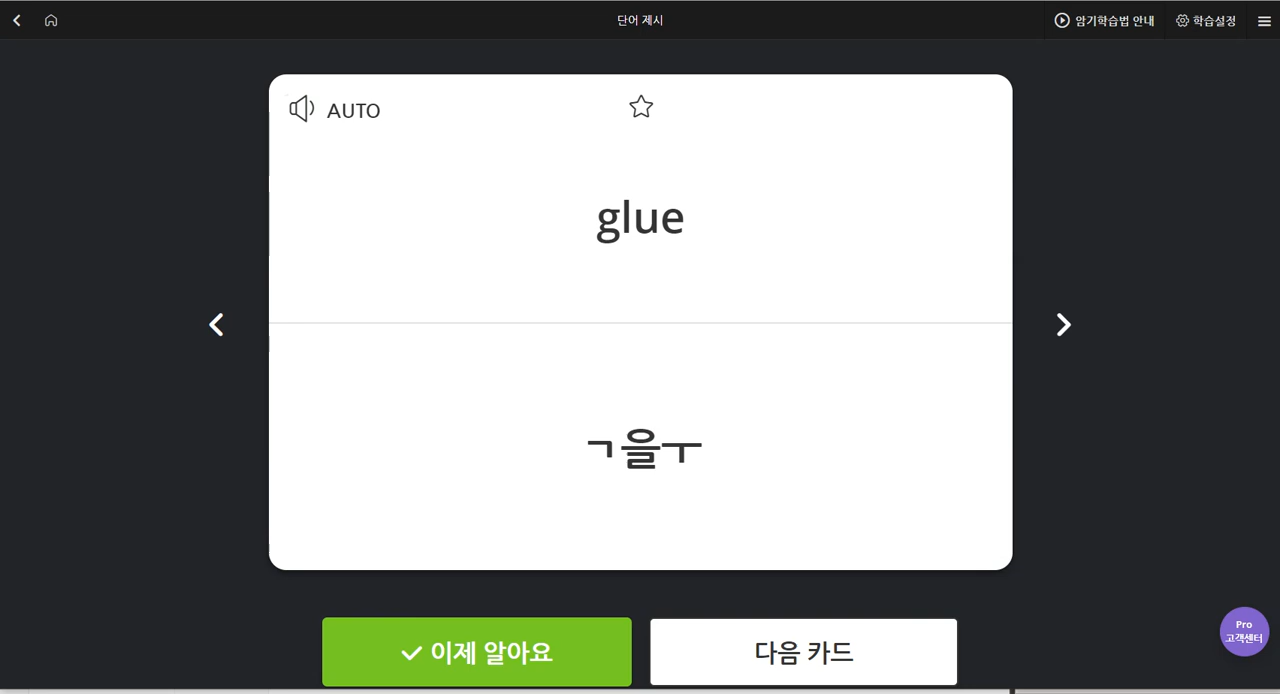 단어 제시
암기학습법 안내
학습설정
AUTO
glue
ㄱ을ㅜ
이제 알아요
다음 카드
Pro
고객센터